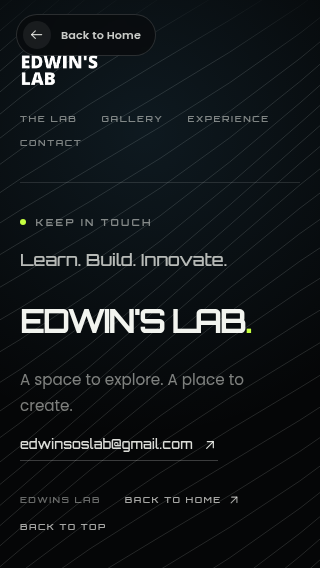 Back to Home
EDWIN'S
LAB
THE LAB GALLERY EXPERIENCE
CONTACT
KEEP IN TOUCH
Learn. Build. Innovate.
EDWIN'S LAB.
A space to explore. A place to
create.
edwinsoslab@gmail.com
EDWINS LAB BACK TO HOME
BACK TO TOP